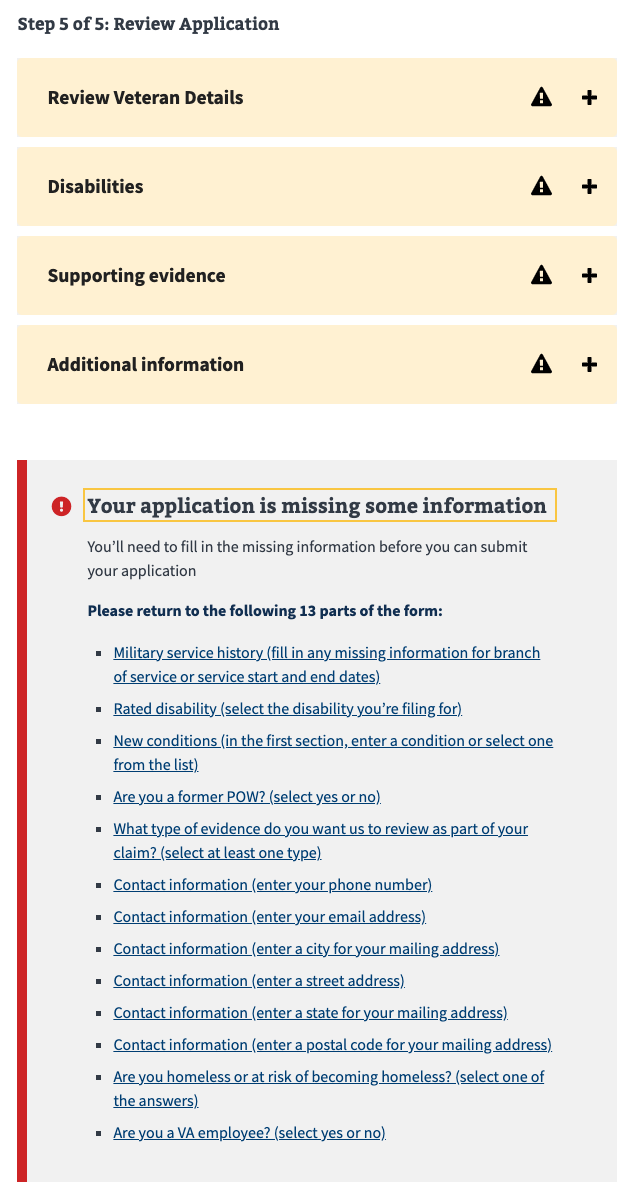 Step 5 of 5: Review Application
Review Veteran Details
Disabilities
Supporting evidence
Additional information
Your application is missing some information
You’ll need to fill in the missing information before you can submit
your application
Please return to the following 13 parts of the form:
Military service history (fill in any missing information for branch
of service or service start and end dates)
Rated disability (select the disability you’re filing for)
New conditions (in the first section, enter a condition or select one
from the list)
Are you a former POW? (select yes or no)
What type of evidence do you want us to review as part of your
claim? (select at least one type)
Contact information (enter your phone number)
Contact information (enter your email address)
Contact information (enter a city for your mailing address)
Contact information (enter a street address)
Contact information (enter a state for your mailing address)
Contact information (enter a postal code for your mailing address)
Are you homeless or at risk of becoming homeless? (select one of
the answers)
Are you a VA employee? (select yes or no)